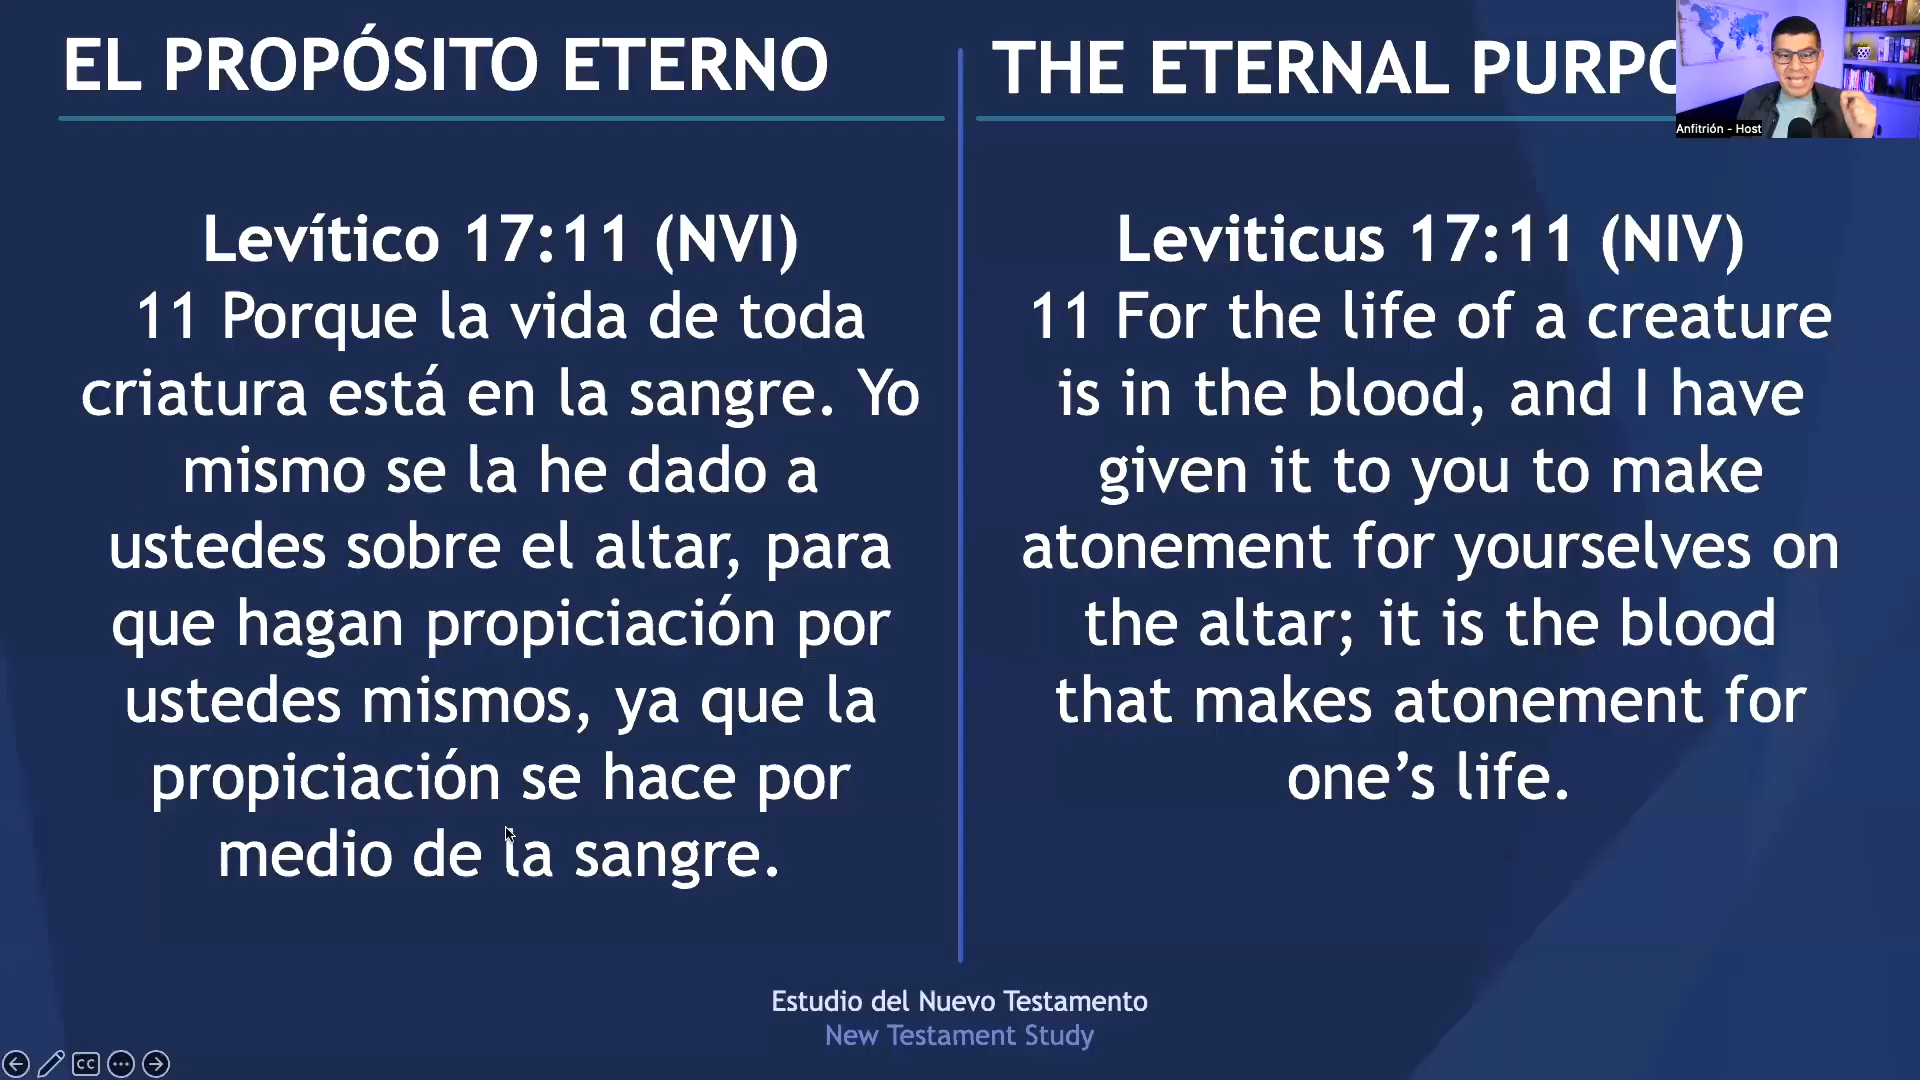 EL PROPÓSITO ETERNO
Levítico 17:11 (NVI)
11 Porque la vida de toda
criatura está en la sangre. Yo
mismo se la he dado a
ustedes sobre el altar, para
que hagan propiciación por
ustedes mismos, ya que la
propiciación se hace por
medio de la sangre.
THE ETERNAL PURPO
Leviticus 17:11 (NIV)
11 For the life of a creature
is in the blood, and I have
given it to you to make
atonement for yourselves on
the altar; it is the blood
that makes atonement for
one’s life.
Anfitrión - Host
Estudio del Nuevo Testamento
New Testament Study
CC